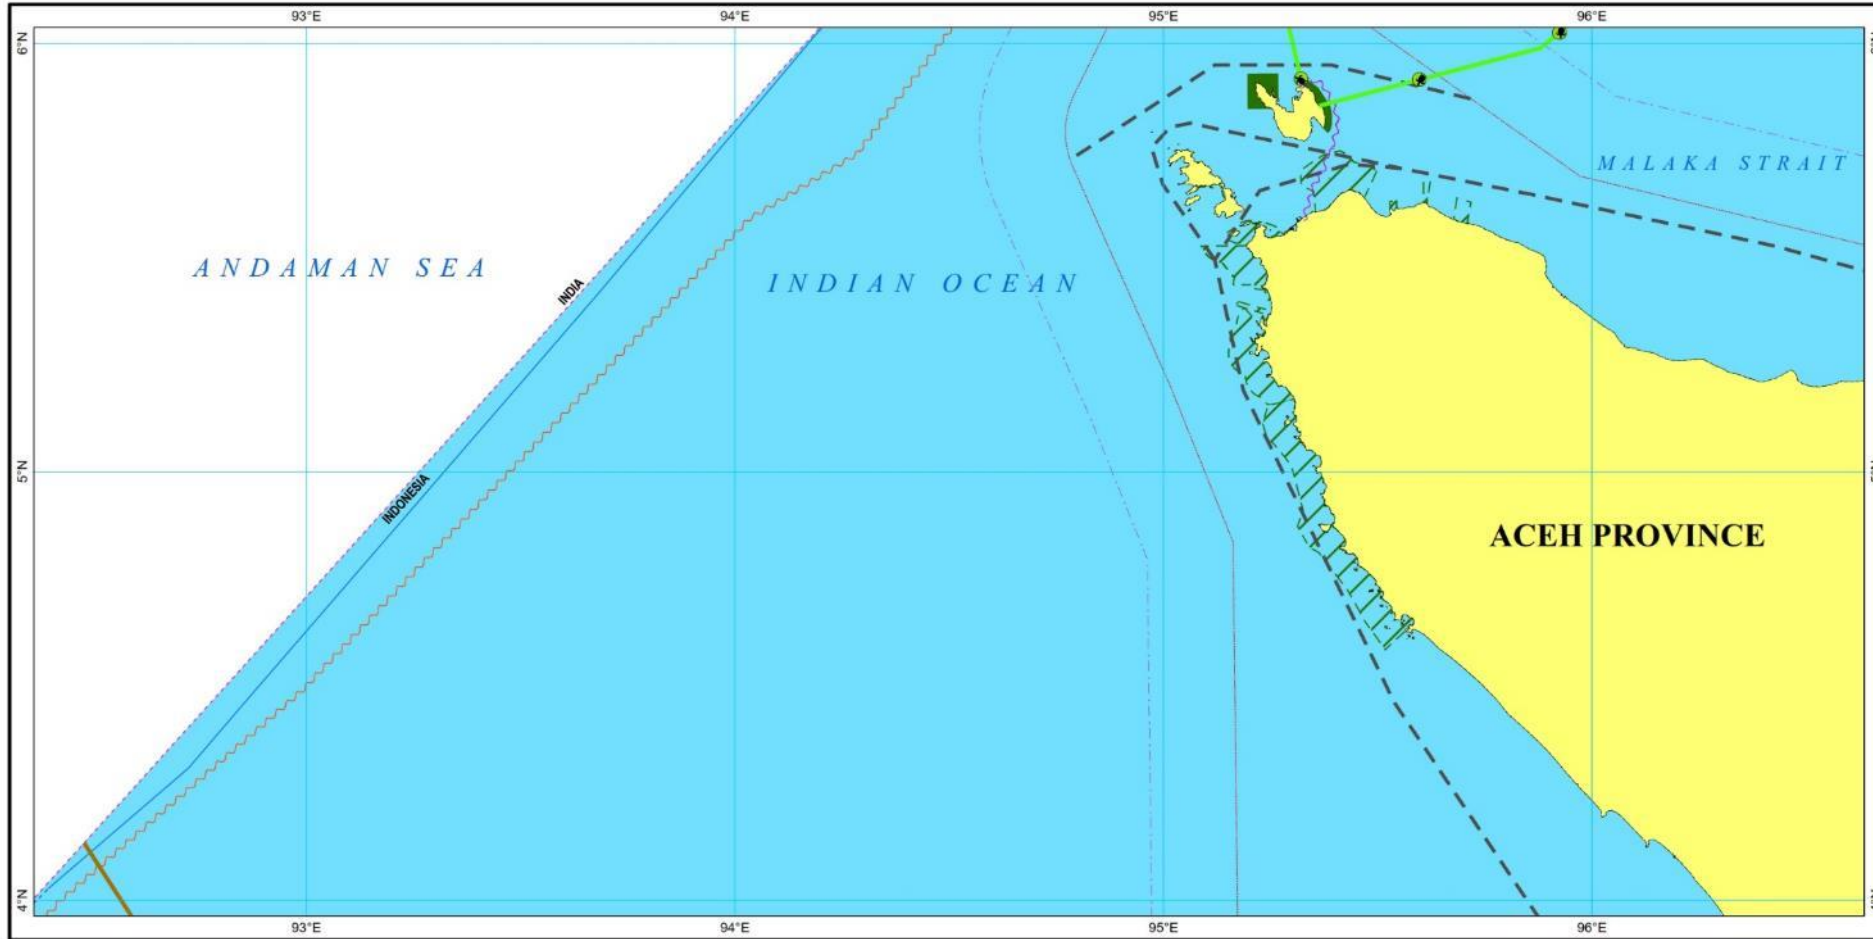 93°E 94°E 95°E 96°E
6°N
MALAKA STRAIT
ANDAMAN SEA
INDIAN OCEAN
INDIA
5°N
INDONESIA
ACEH PROVINCE
4°N
93°E 94°E 95°E 96°E